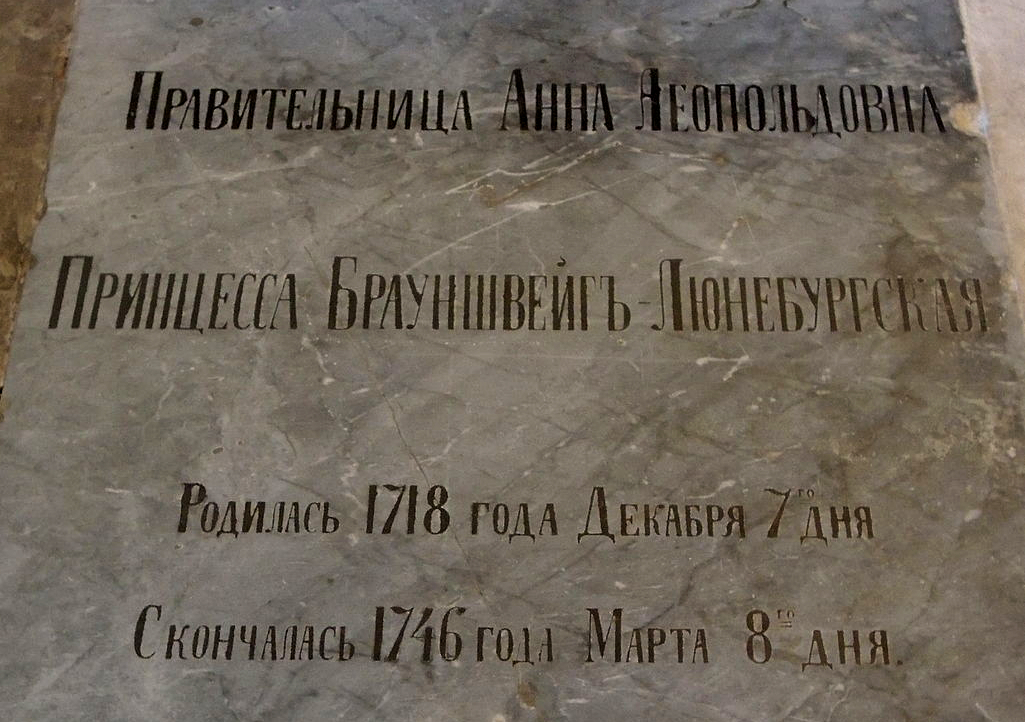 Правительница Анна Леопольдовна
Принцесса Брауншвейгъ-Люнебургская
Родилась 1718 года Декабря 7го дня
Скончалась 1746 года Марта 8го дня.